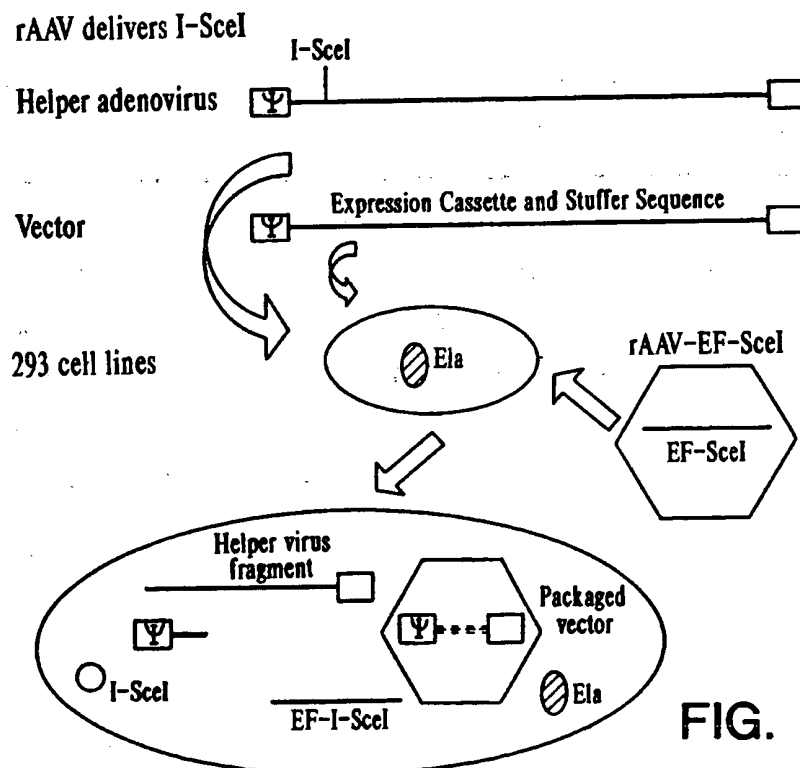 rAAV delivers I-SceI
I-SceI
Helper adenovirus
Ψ
Vector
Ψ
Expression Cassette and Stuffer Sequence
293 cell lines
Ela
rAAV-EF-SceI
EF-SceI
Helper virus
fragment
Ψ
Ψ
Packaged
vector
I-SceI
EF-I-SceI
Ela
FIG.